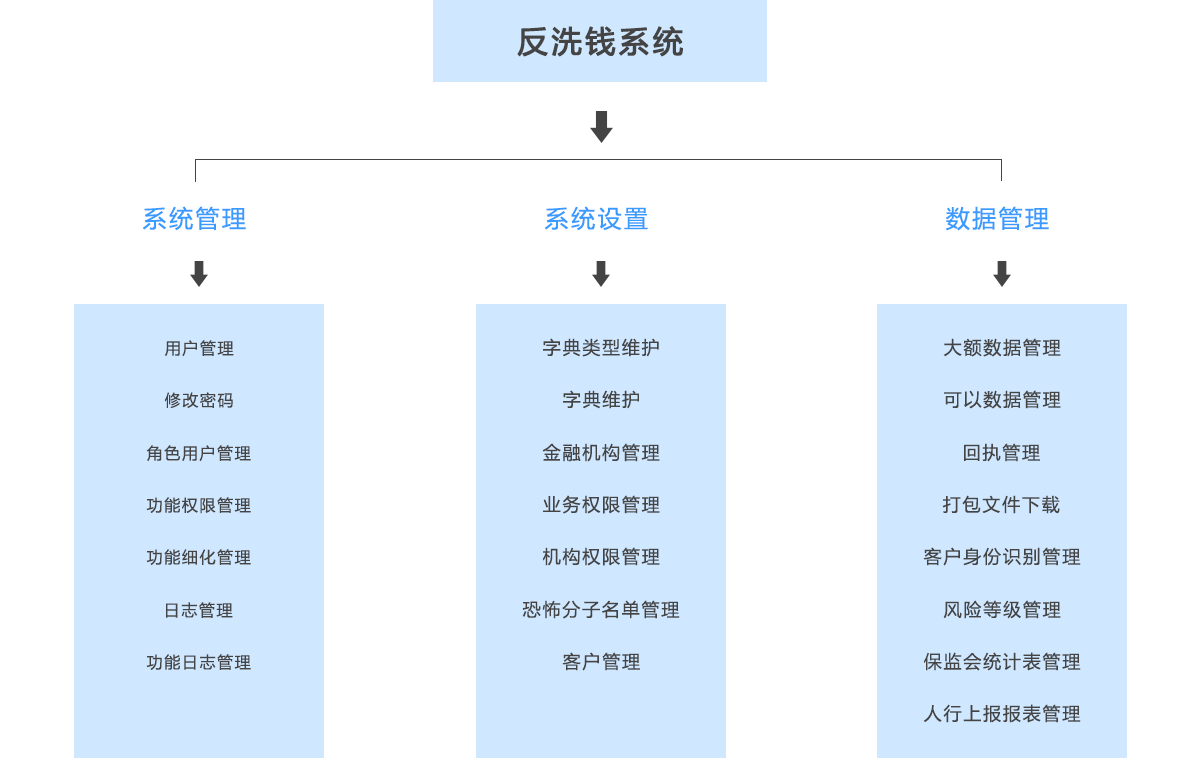 反洗钱系统
系统管理
系统设置
数据管理
用户管理
修改密码
角色用户管理
功能权限管理
功能细化管理
日志管理
功能日志管理
字典类型维护
字典维护
金融机构管理
业务权限管理
机构权限管理
恐怖分子名单管理
客户管理
大额数据管理
可以数据管理
回执管理
打包文件下载
客户身份识别管理
风险等级管理
保监会统计表管理
人行上报报表管理